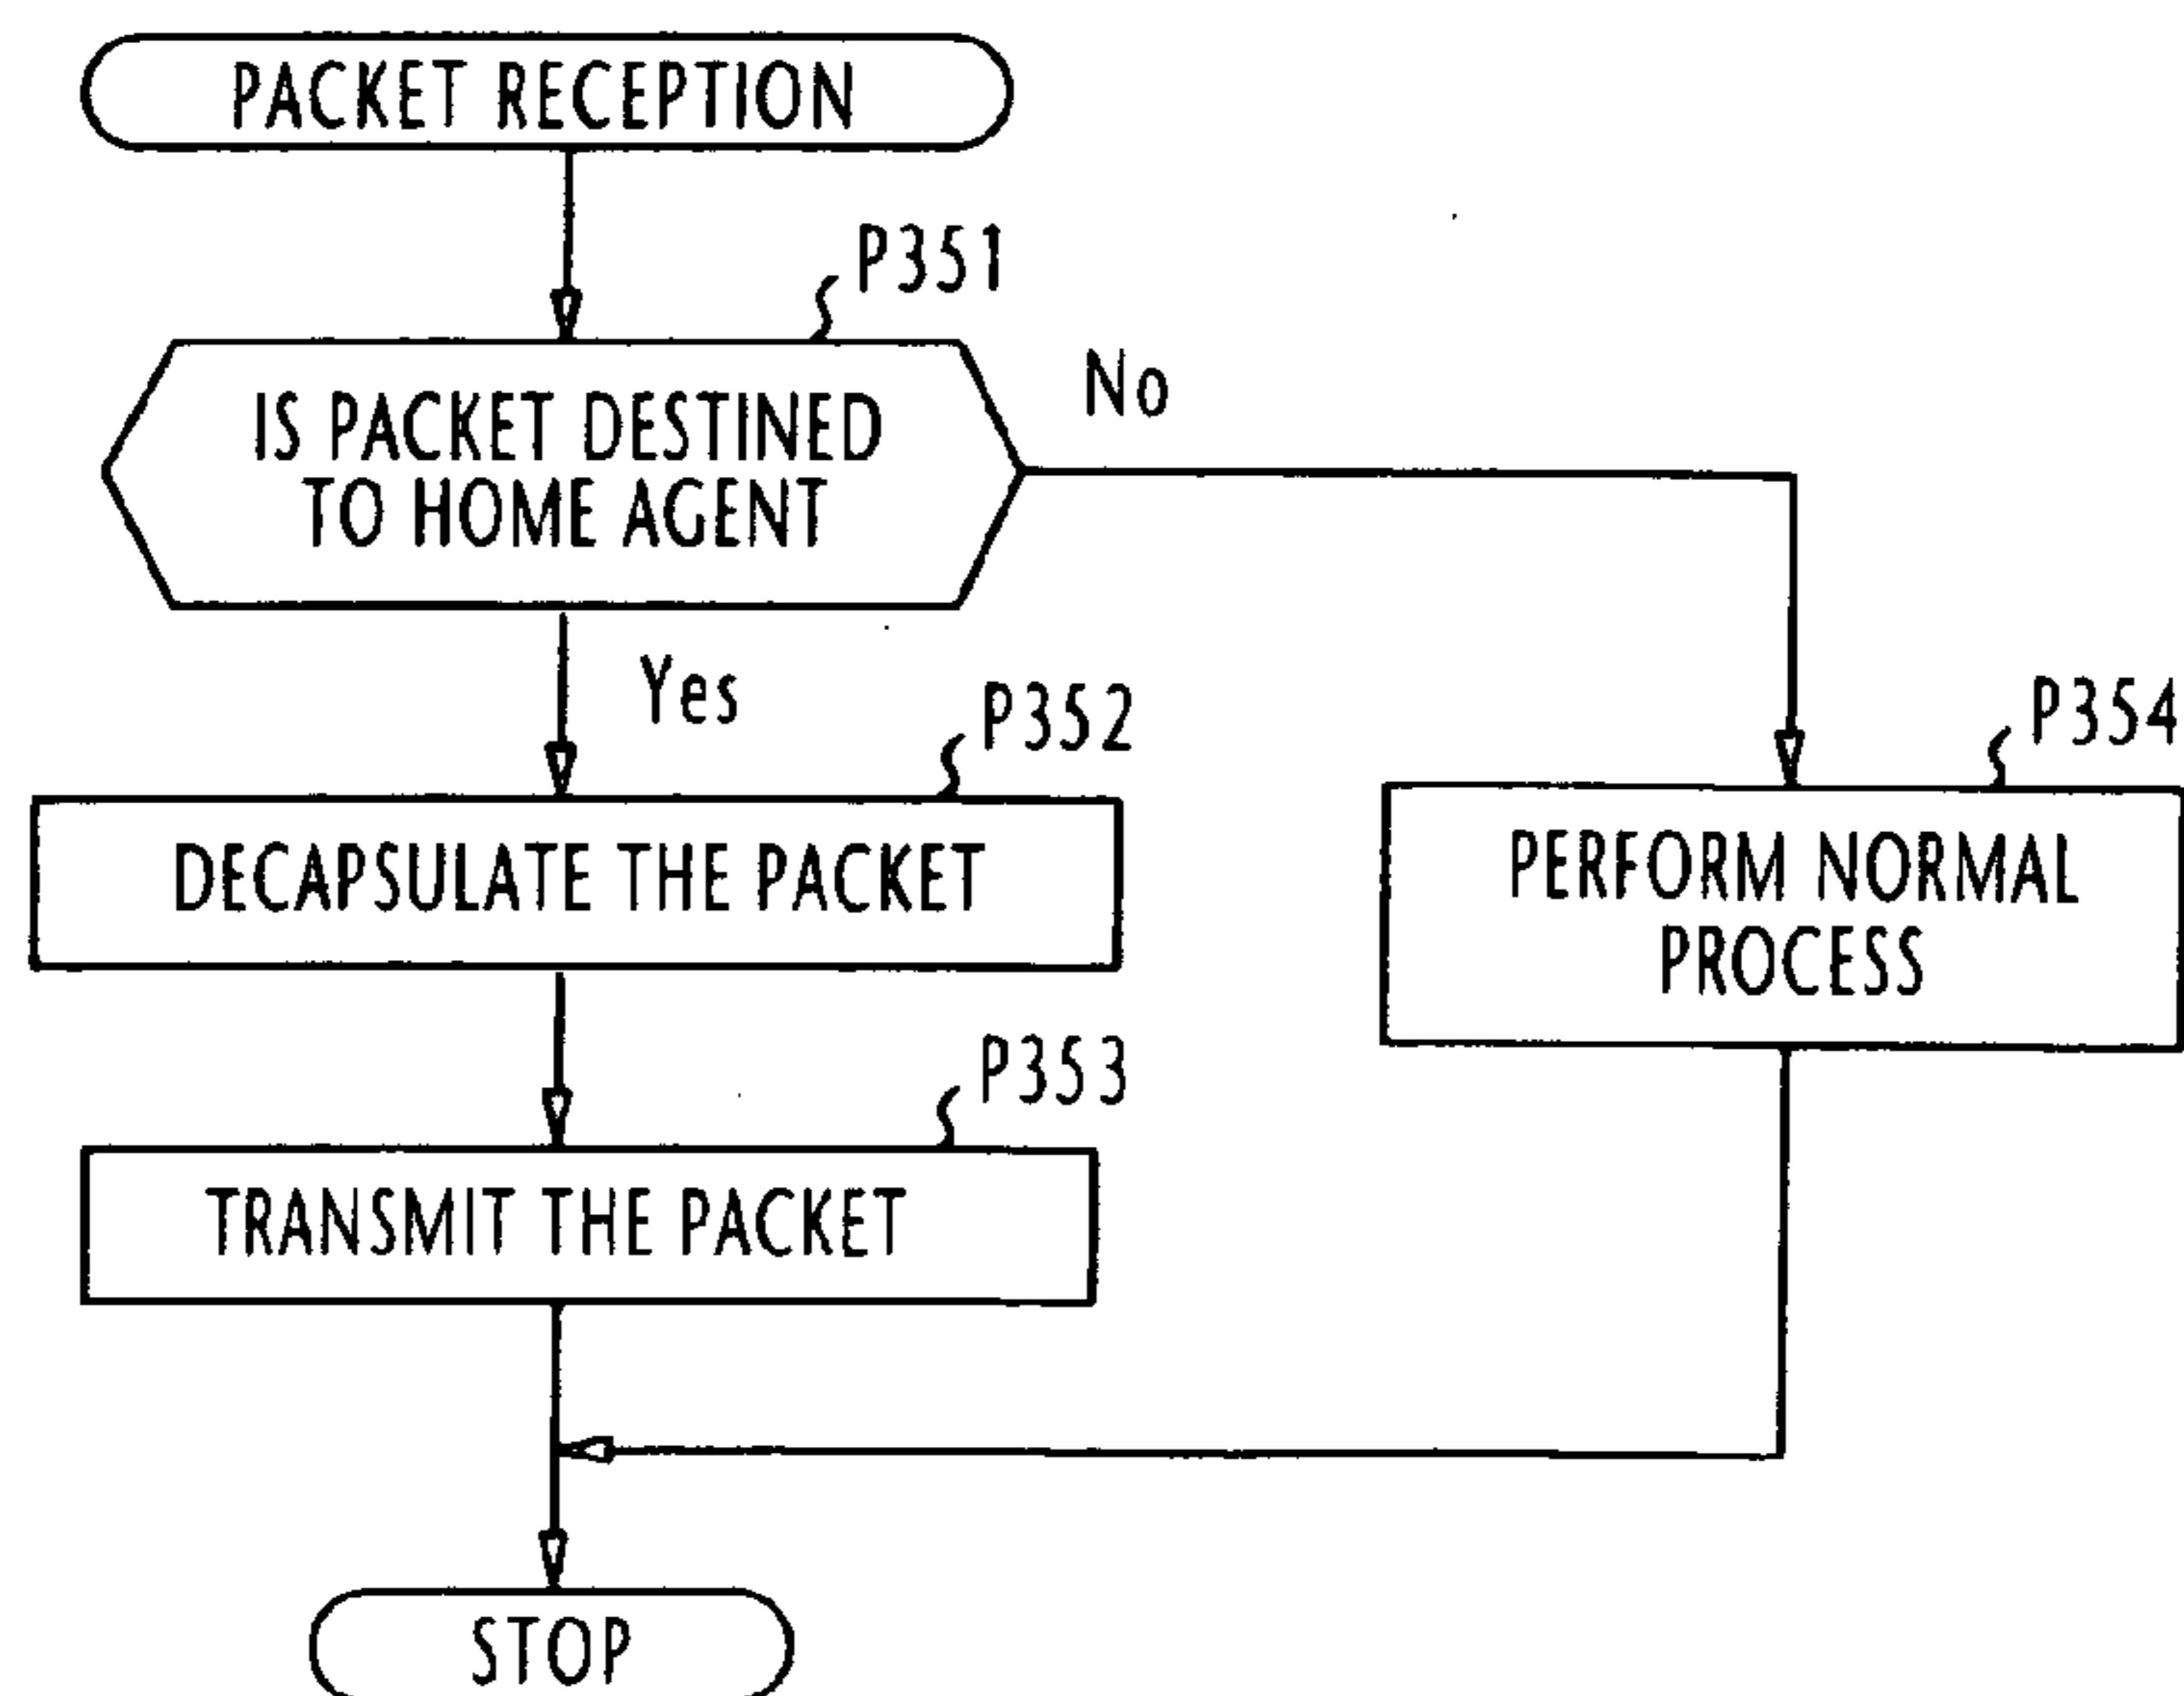 PACKET RECEPTION
P351
IS PACKET DESTINED
TO HOME AGENT
No
Yes
P352
P354
DECAPSULATE THE PACKET
PERFORM NORMAL
PROCESS
P353
TRANSMIT THE PACKET
STOP